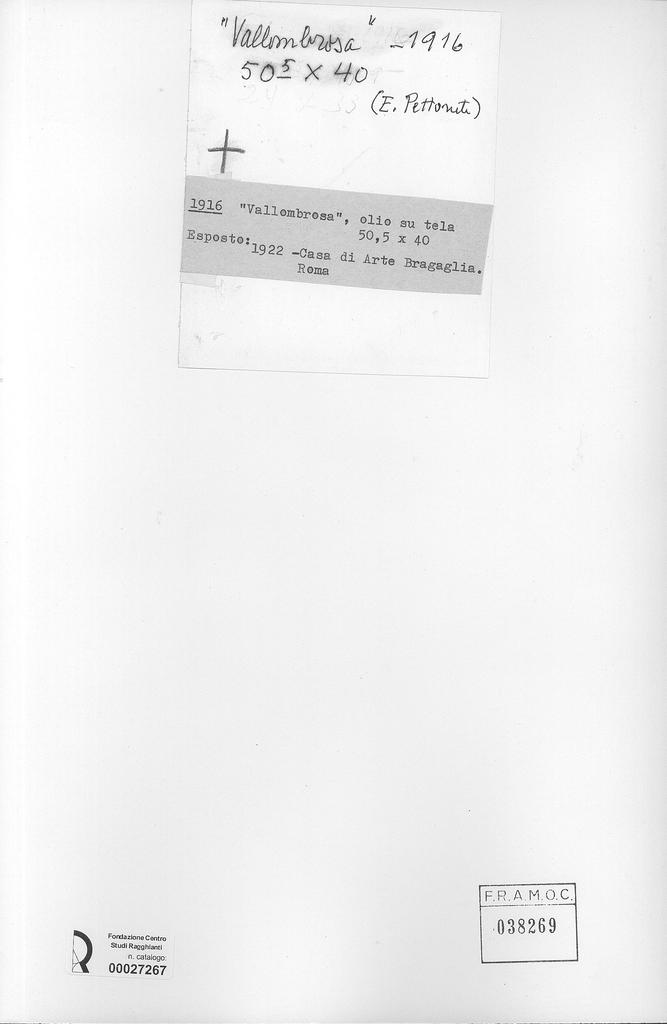 "Vallombrosa" – 1916
50⁵ x 40
(E. Pettoruti)
1916 "Vallombrosa", olio su tela
50,5 x 40
Esposto:1922 –Casa di Arte Bragaglia.
Roma
Fondazione Centro
Studi Ragghianti
n. catalogo:
00027267
F.R.A.M.O.C.
038269